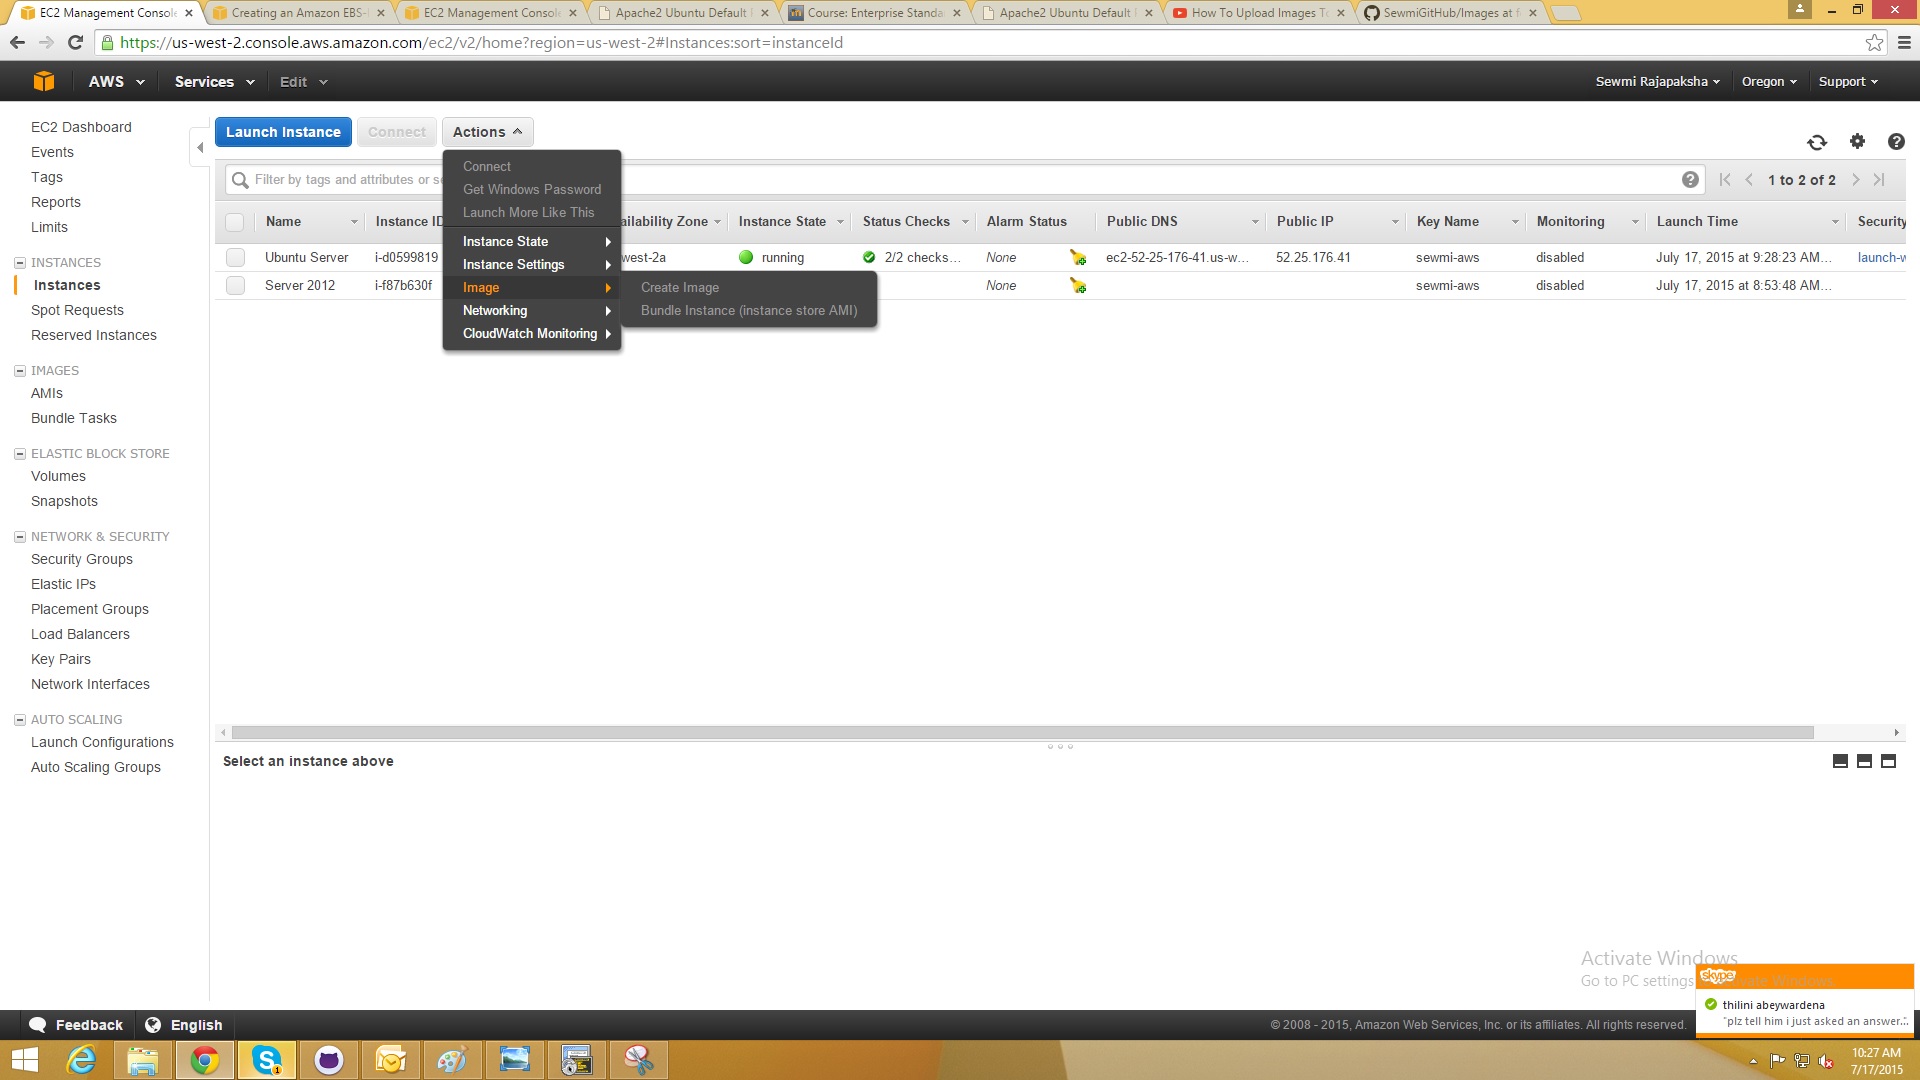 EC2 Management Console
Creating an Amazon EBS-
EC2 Management Console
Apache2 Ubuntu Default
Course: Enterprise Standa
Apache2 Ubuntu Default
How To Upload Images T
SewmiGitHub/Images at
https://us-west-2.console.aws.amazon.com/ec2/v2/home?region=us-west-2#Instances:sort=instanceId
AWS Services Edit Sewmi Rajapaksha Oregon Support
EC2 Dashboard
Events
Tags
Reports
Limits
INSTANCES
Instances
Spot Requests
Reserved Instances
IMAGES
AMIs
Bundle Tasks
ELASTIC BLOCK STORE
Volumes
Snapshots
NETWORK & SECURITY
Security Groups
Elastic IPs
Placement Groups
Load Balancers
Key Pairs
Network Interfaces
AUTO SCALING
Launch Configurations
Auto Scaling Groups
Launch Instance Connect Actions
Connect
Get Windows Password
Launch More Like This
Instance State
Instance Settings
Image
Networking
CloudWatch Monitoring
Create Image
Bundle Instance (instance store AMI)
Filter by tags and attributes or se
1 to 2 of 2
Name Instance ID ailability Zone Instance State Status Checks Alarm Status Public DNS Public IP Key Name Monitoring Launch Time Security
Ubuntu Server i-d0599819 west-2a running 2/2 checks... None ec2-52-25-176-41.us-w... 52.25.176.41 sewmi-aws disabled July 17, 2015 at 9:28:23 AM... launch-w
Server 2012 i-f87b630f None sewmi-aws disabled July 17, 2015 at 8:53:48 AM...
Select an instance above
Activate Windows
Go to PC settings
skype
thilini abeywardena
"plz tell him i just asked an answer..."
Feedback English © 2008 - 2015, Amazon Web Services, Inc. or its affiliates. All rights reserved.
10:27 AM
7/17/2015